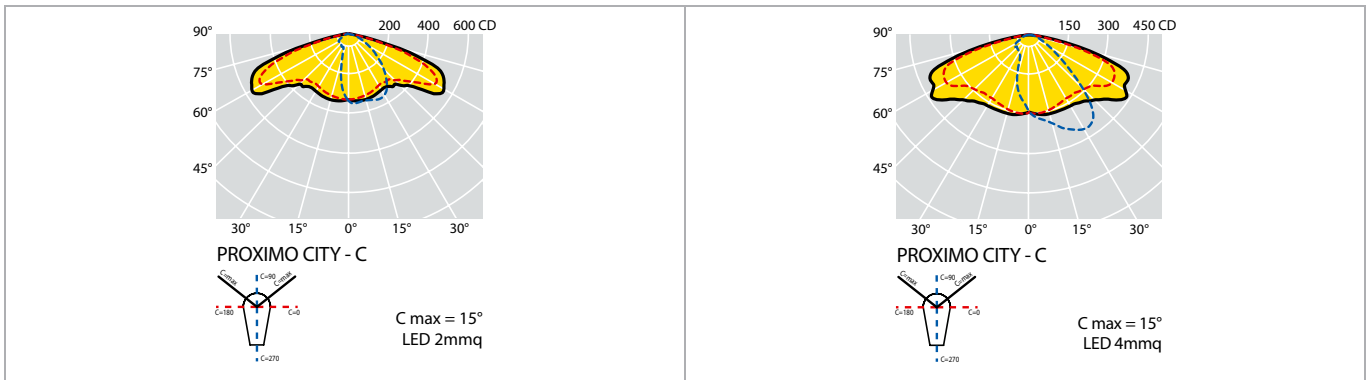 90° 200 400 600 CD
75°
60°
45°
30° 15° 0° 15° 30°
PROXIMO CITY - C
C=max C=90 C=max
C=180 C=0
C=270
C max = 15°
LED 2mmq
90° 150 300 450 CD
75°
60°
45°
30° 15° 0° 15° 30°
PROXIMO CITY - C
C=max C=90 C=max
C=180 C=0
C=270
C max = 15°
LED 4mmq